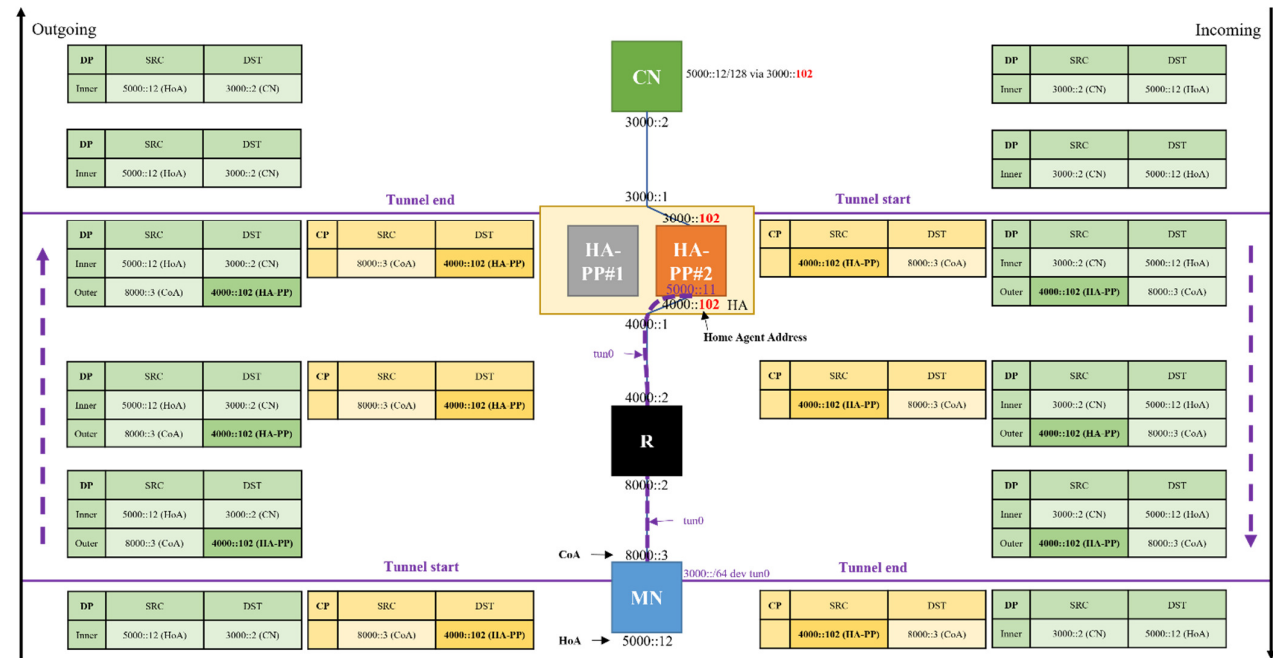 Outgoing
Incoming
DP SRC DST
Inner 5000::12 (HoA) 3000::2 (CN)
CN
5000::12/128 via 3000::102
3000::2
DP SRC DST
Inner 3000::2 (CN) 5000::12 (HoA)
DP SRC DST
Inner 5000::12 (HoA) 3000::2 (CN)
DP SRC DST
Inner 3000::2 (CN) 5000::12 (HoA)
Tunnel end
3000::1
Tunnel start
DP SRC DST
Inner 5000::12 (HoA) 3000::2 (CN)
Outer 8000::3 (CoA) 4000::102 (HA-PP)
CP SRC DST
8000::3 (CoA) 4000::102 (HA-PP)
3000::102
HA-PP#1
HA-PP#2
5000::11
4000::102 HA
4000::1
Home Agent Address
CP SRC DST
4000::102 (HA-PP) 8000::3 (CoA)
DP SRC DST
Inner 3000::2 (CN) 5000::12 (HoA)
Outer 4000::102 (HA-PP) 8000::3 (CoA)
tun0
DP SRC DST
Inner 5000::12 (HoA) 3000::2 (CN)
Outer 8000::3 (CoA) 4000::102 (HA-PP)
CP SRC DST
8000::3 (CoA) 4000::102 (HA-PP)
4000::2
R
8000::2
CP SRC DST
4000::102 (HA-PP) 8000::3 (CoA)
DP SRC DST
Inner 3000::2 (CN) 5000::12 (HoA)
Outer 4000::102 (HA-PP) 8000::3 (CoA)
DP SRC DST
Inner 5000::12 (HoA) 3000::2 (CN)
Outer 8000::3 (CoA) 4000::102 (HA-PP)
tun0
CoA
8000::3
DP SRC DST
Inner 3000::2 (CN) 5000::12 (HoA)
Outer 4000::102 (HA-PP) 8000::3 (CoA)
Tunnel start
3000::/64 dev tun0
Tunnel end
DP SRC DST
Inner 5000::12 (HoA) 3000::2 (CN)
CP SRC DST
8000::3 (CoA) 4000::102 (HA-PP)
MN
HoA
5000::12
CP SRC DST
4000::102 (HA-PP) 8000::3 (CoA)
DP SRC DST
Inner 3000::2 (CN) 5000::12 (HoA)